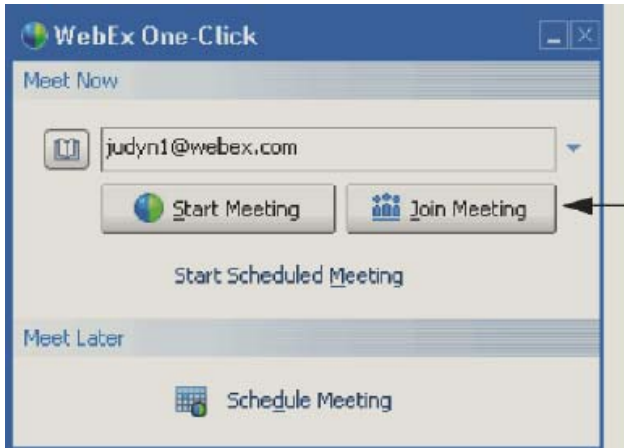 WebEx One-Click
Meet Now
judyn1@webex.com
Start Meeting Join Meeting
Start Scheduled Meeting
Meet Later
Schedule Meeting